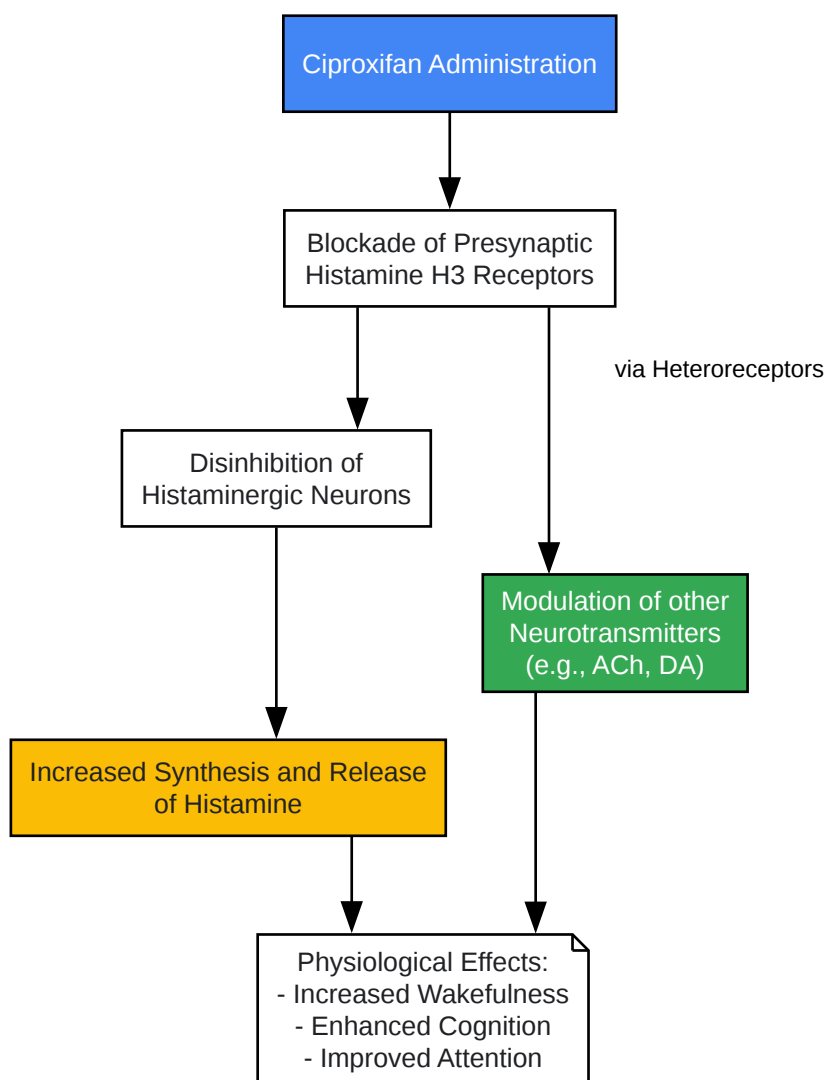 Ciproxifan Administration
Blockade of Presynaptic
Histamine H3 Receptors
via Heteroreceptors
Disinhibition of
Histaminergic Neurons
Modulation of other
Neurotransmitters
(e.g., ACh, DA)
Increased Synthesis and Release
of Histamine
Physiological Effects:
- Increased Wakefulness
- Enhanced Cognition
- Improved Attention